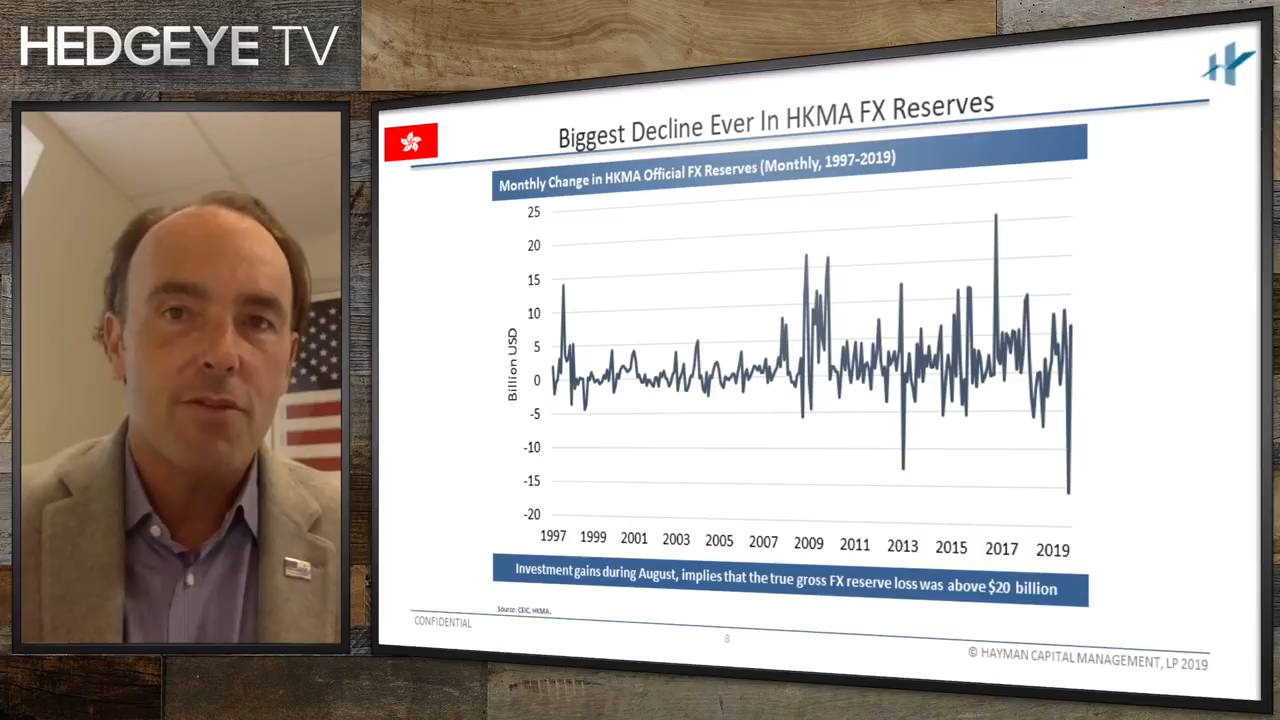 HEDGEYE TV
Biggest Decline Ever In HKMA FX Reserves
Monthly Change in HKMA Official FX Reserves (Monthly, 1997-2019)
Billion USD
25
20
15
10
5
0
-5
-10
-15
-20
1997 1999 2001 2003 2005 2007 2009 2011 2013 2015 2017 2019
Investment gains during August, implies that the true gross FX reserve loss was above $20 billion
Source: CEIC, HKMA.
CONFIDENTIAL
8
© HAYMAN CAPITAL MANAGEMENT, LP 2019